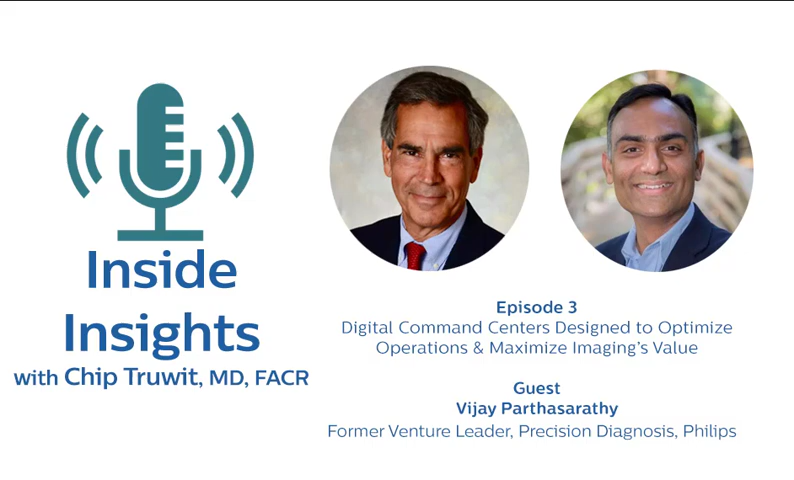 Inside
Insights
with Chip Truwit, MD, FACR
Episode 3
Digital Command Centers Designed to Optimize
Operations & Maximize Imaging's Value
Guest
Vijay Parthasarathy
Former Venture Leader, Precision Diagnosis, Philips